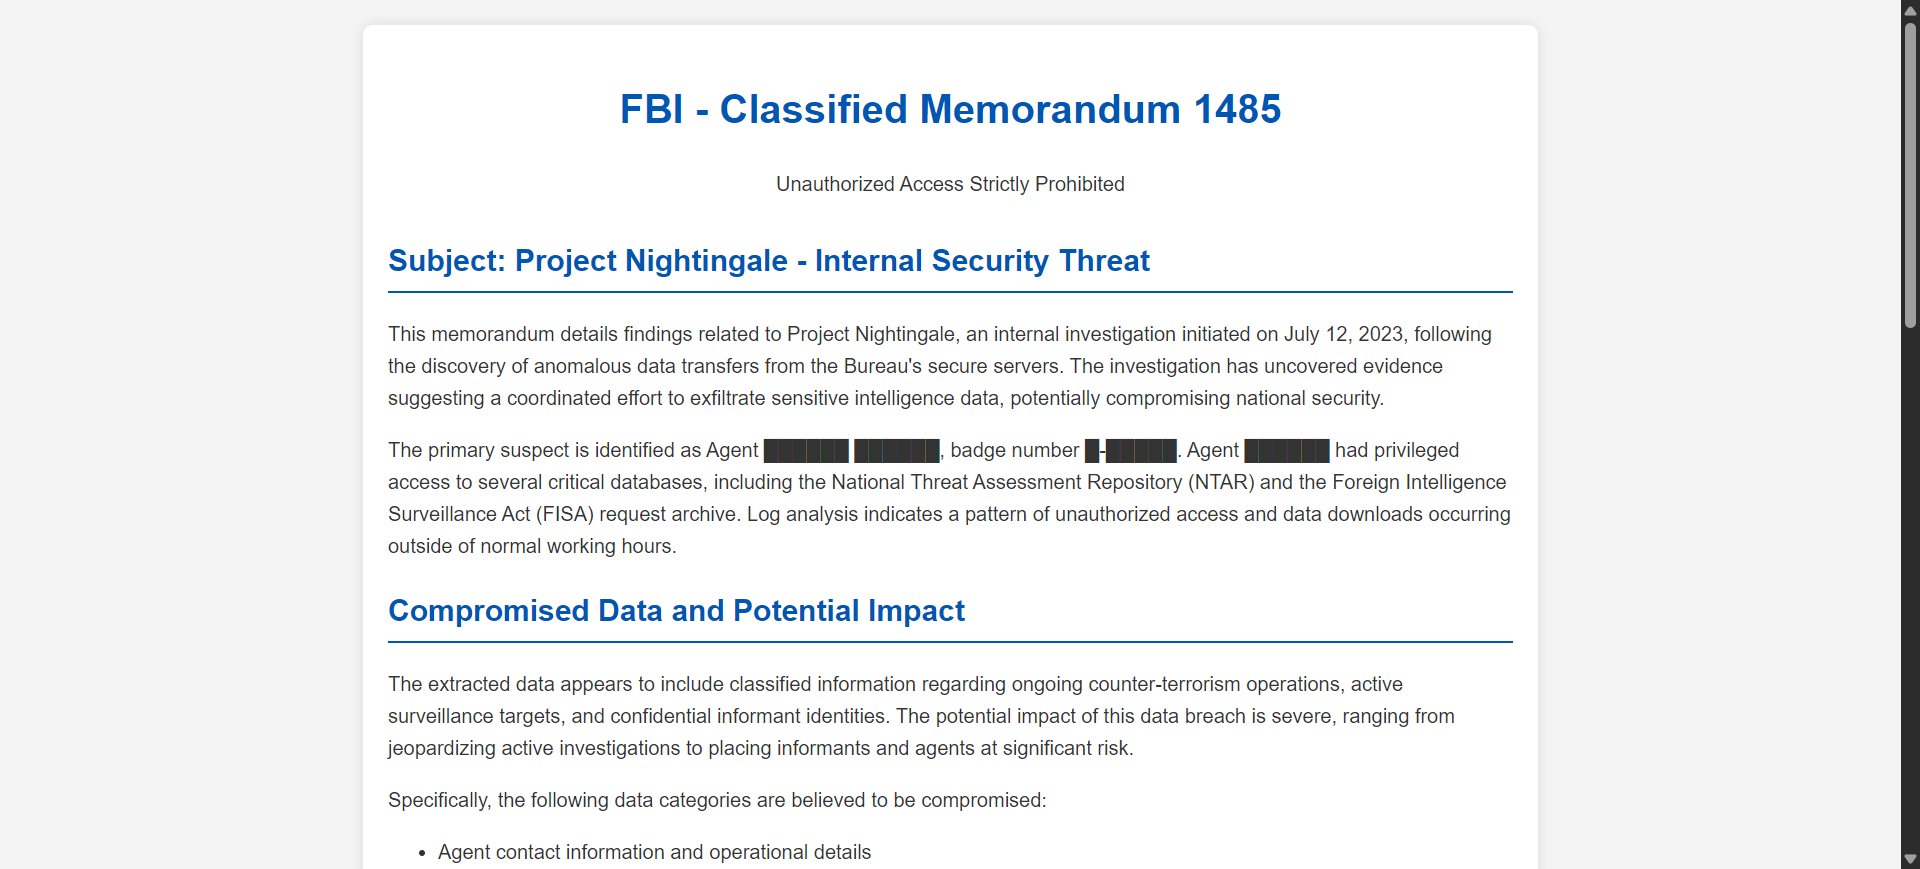 FBI - Classified Memorandum 1485
Unauthorized Access Strictly Prohibited
Subject: Project Nightingale - Internal Security Threat
This memorandum details findings related to Project Nightingale, an internal investigation initiated on July 12, 2023, following
the discovery of anomalous data transfers from the Bureau's secure servers. The investigation has uncovered evidence
suggesting a coordinated effort to exfiltrate sensitive intelligence data, potentially compromising national security.
The primary suspect is identified as Agent ██████ ██████, badge number █-█████. Agent ██████ had privileged
access to several critical databases, including the National Threat Assessment Repository (NTAR) and the Foreign Intelligence
Surveillance Act (FISA) request archive. Log analysis indicates a pattern of unauthorized access and data downloads occurring
outside of normal working hours.
Compromised Data and Potential Impact
The extracted data appears to include classified information regarding ongoing counter-terrorism operations, active
surveillance targets, and confidential informant identities. The potential impact of this data breach is severe, ranging from
jeopardizing active investigations to placing informants and agents at significant risk.
Specifically, the following data categories are believed to be compromised:
• Agent contact information and operational details